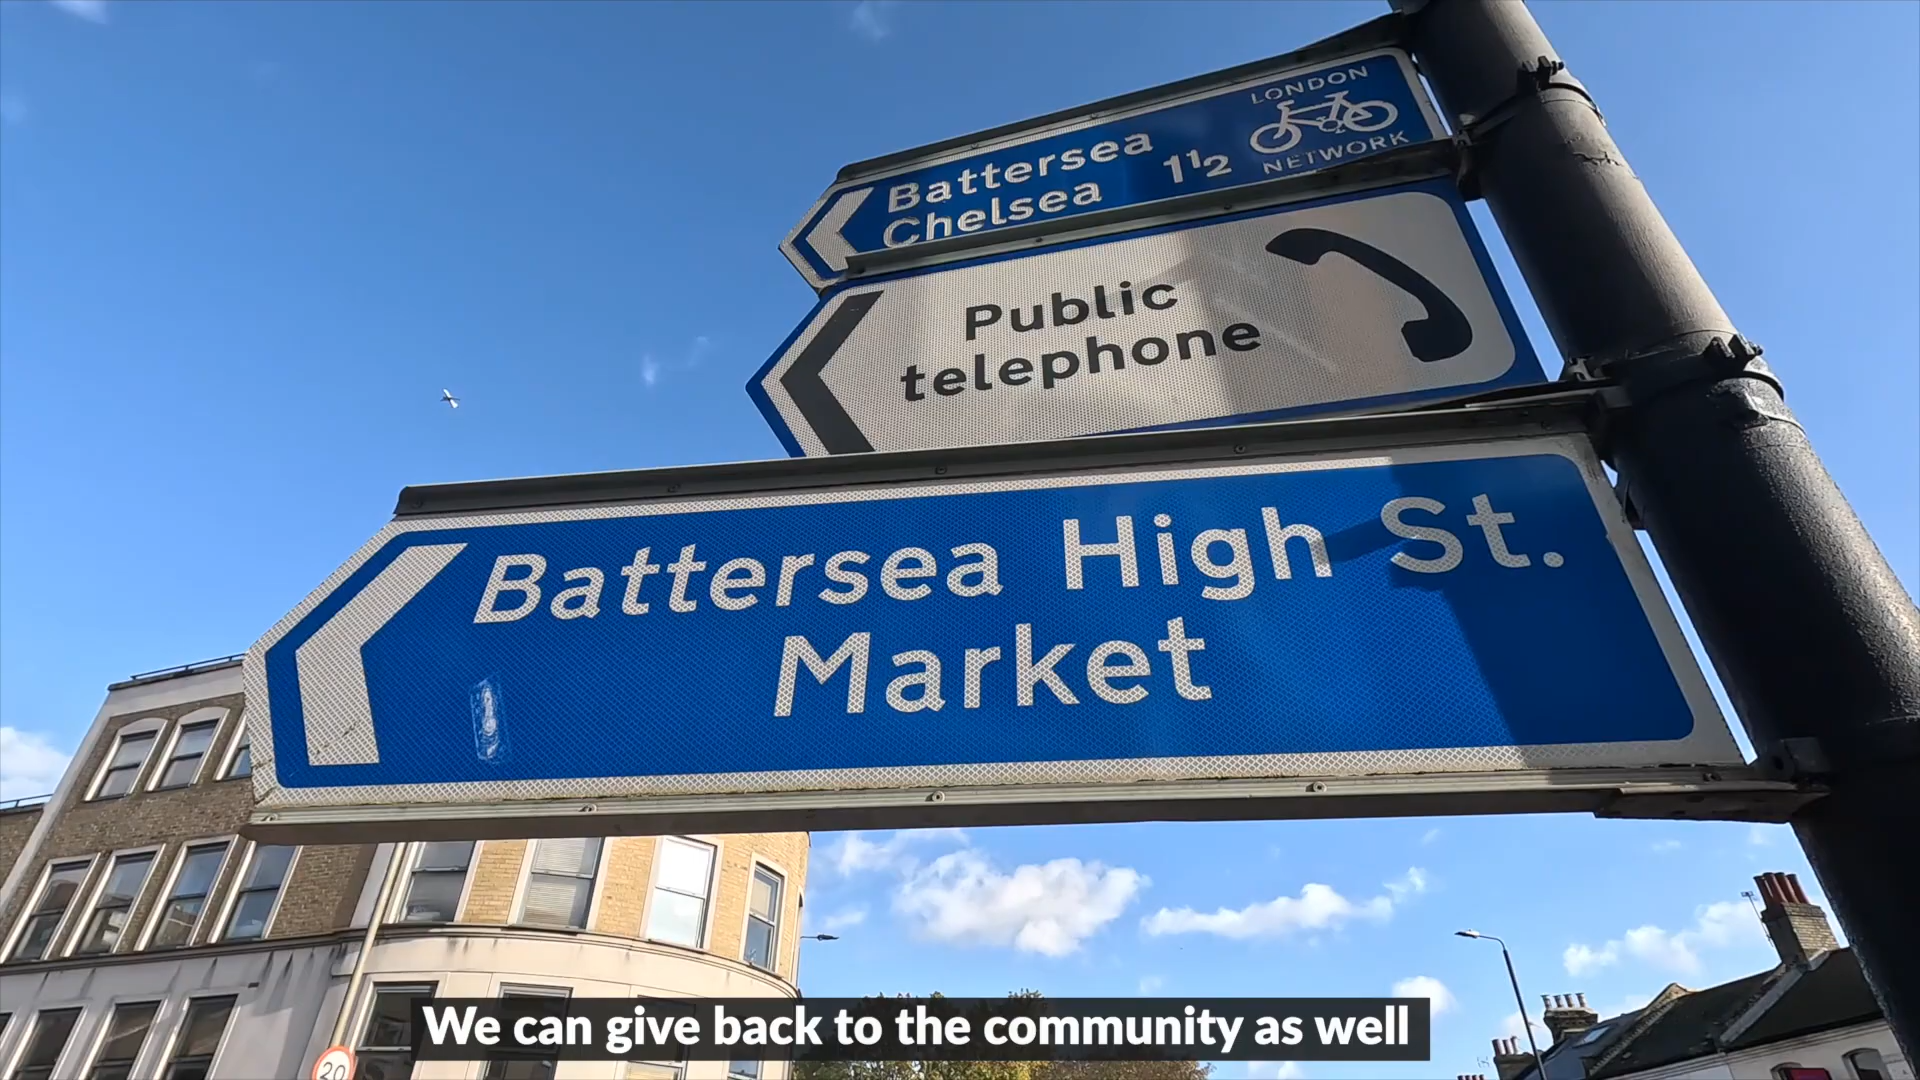 LONDON
NETWORK
Battersea
Chelsea
1½
Public
telephone
Battersea High St.
Market
20
We can give back to the community as well